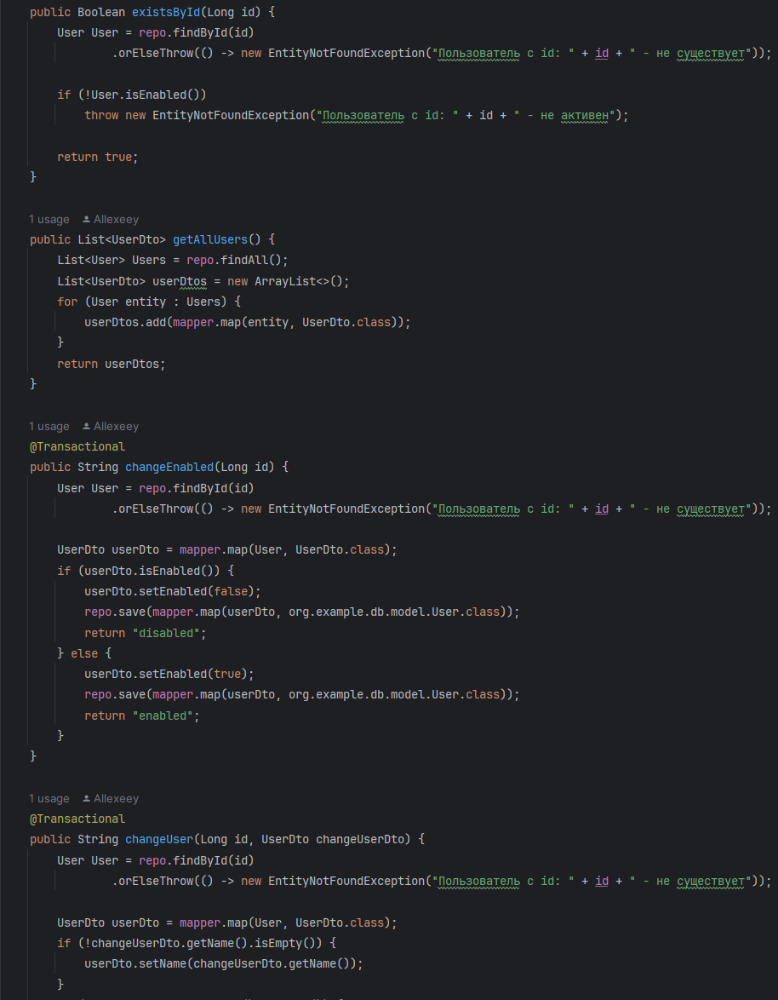 public Boolean existsById(Long id) {
User User = repo.findById(id)
.orElseThrow(() -> new EntityNotFoundException("Пользователь с id: " + id + " - не существует"));
if (!User.isEnabled())
throw new EntityNotFoundException("Пользователь с id: " + id + " - не активен");
return true;
}
1 usage Allexeey
public List<UserDto> getAllUsers() {
List<User> Users = repo.findAll();
List<UserDto> userDtos = new ArrayList<>();
for (User entity : Users) {
userDtos.add(mapper.map(entity, UserDto.class));
}
return userDtos;
}
1 usage Allexeey
@Transactional
public String changeEnabled(Long id) {
User User = repo.findById(id)
.orElseThrow(() -> new EntityNotFoundException("Пользователь с id: " + id + " - не существует"));
UserDto userDto = mapper.map(User, UserDto.class);
if (userDto.isEnabled()) {
userDto.setEnabled(false);
repo.save(mapper.map(userDto, org.example.db.model.User.class));
return "disabled";
} else {
userDto.setEnabled(true);
repo.save(mapper.map(userDto, org.example.db.model.User.class));
return "enabled";
}
}
1 usage Allexeey
@Transactional
public String changeUser(Long id, UserDto changeUserDto) {
User User = repo.findById(id)
.orElseThrow(() -> new EntityNotFoundException("Пользователь с id: " + id + " - не существует"));
UserDto userDto = mapper.map(User, UserDto.class);
if (!changeUserDto.getName().isEmpty()) {
userDto.setName(changeUserDto.getName());
}